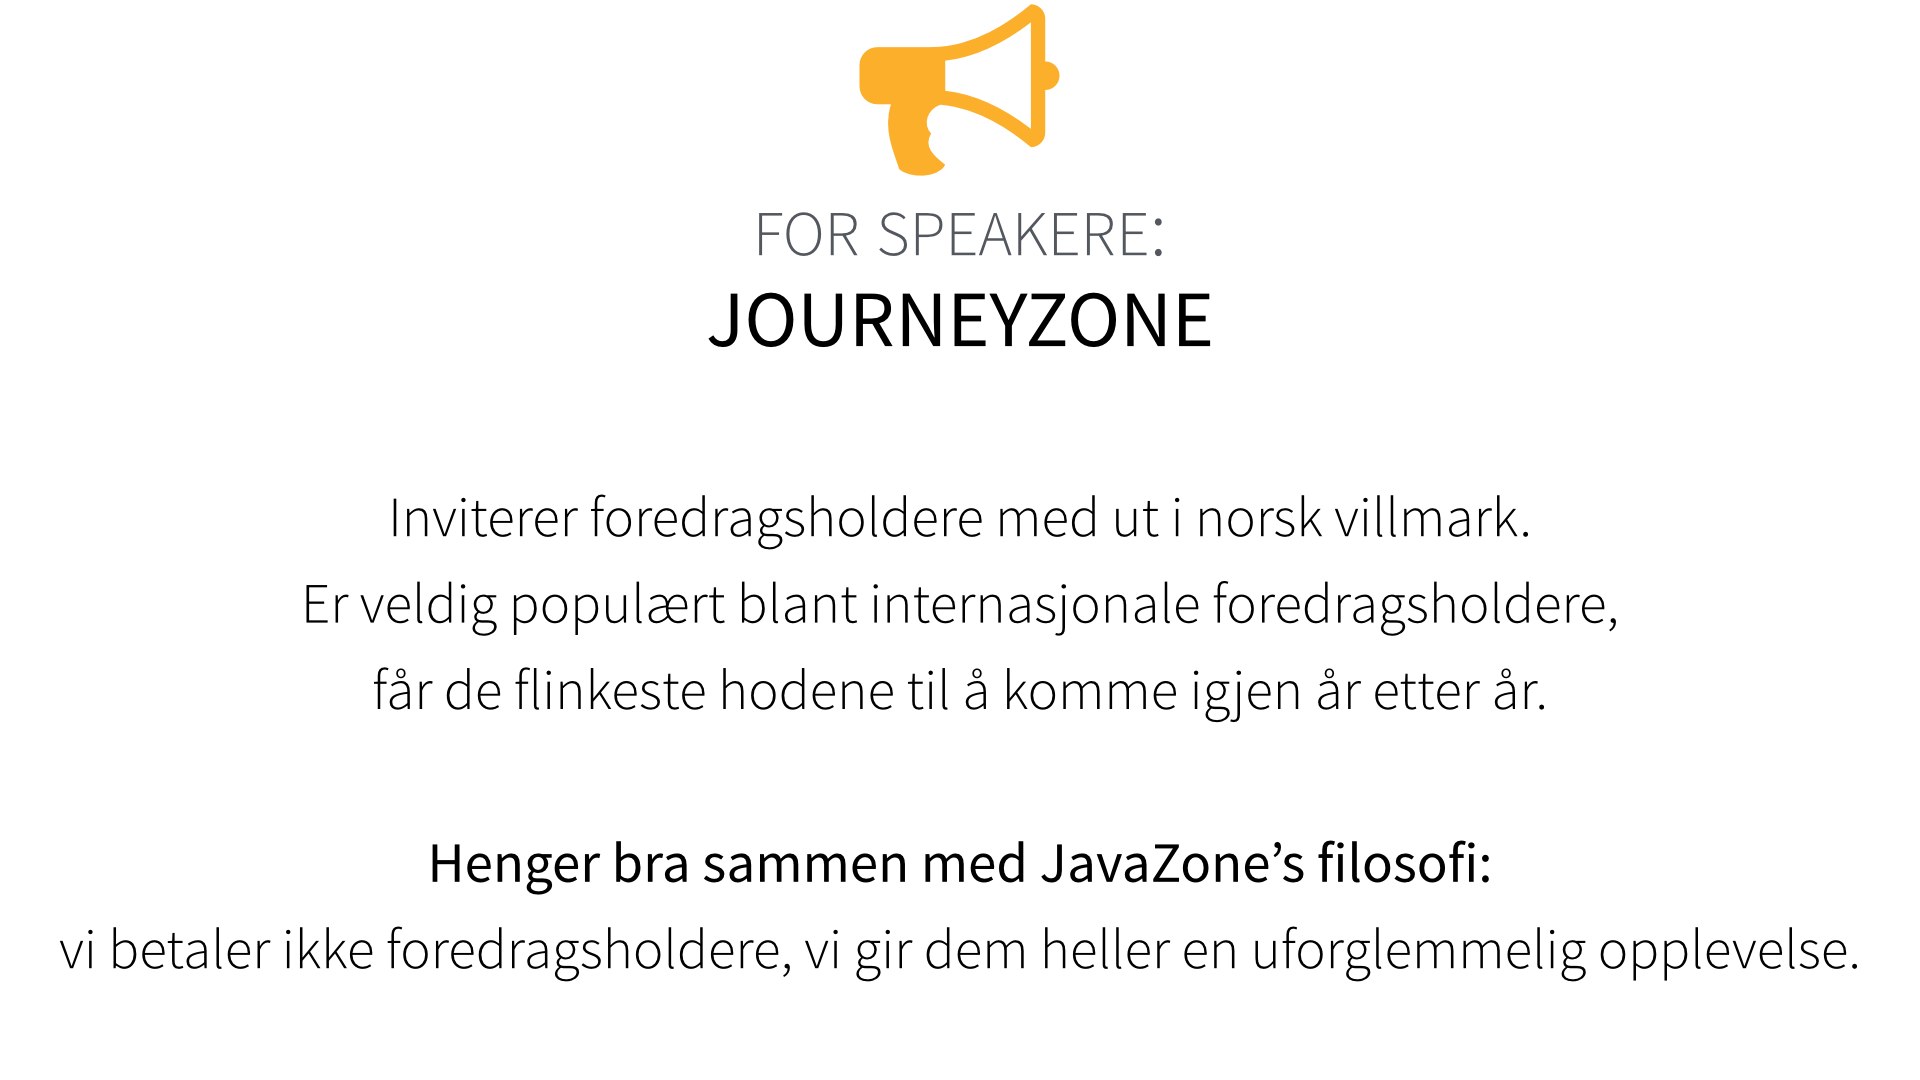 FOR SPEAKERE:
JOURNEYZONE
Inviterer foredragsholdere med ut i norsk villmark.
Er veldig populært blant internasjonale foredragsholdere,
får de flinkeste hodene til å komme igjen år etter år.
Henger bra sammen med JavaZone’s filosofi:
vi betaler ikke foredragsholdere, vi gir dem heller en uforglemmelig opplevelse.